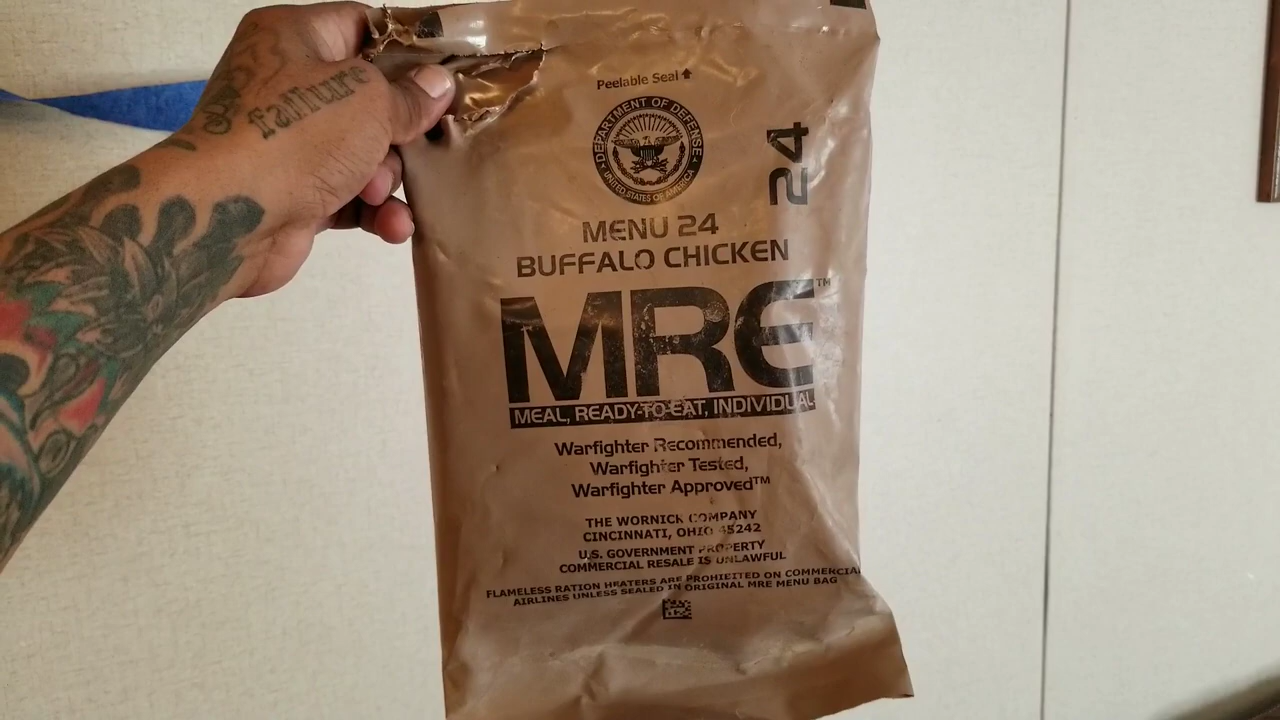 failure
Peelable Seal
DEPARTMENT OF DEFENSE
UNITED STATES OF AMERICA
24
MENU 24
BUFFALO CHICKEN
MRE™
MEAL, READY-TO-EAT, INDIVIDUAL
Warfighter Recommended,
Warfighter Tested,
Warfighter Approved™
THE WORNICK COMPANY
CINCINNATI, OHIO 45242
U.S. GOVERNMENT PROPERTY
COMMERCIAL RESALE IS UNLAWFUL
FLAMELESS RATION HEATERS ARE PROHIBITED ON COMMERCIAL
AIRLINES UNLESS SEALED IN ORIGINAL MRE MENU BAG